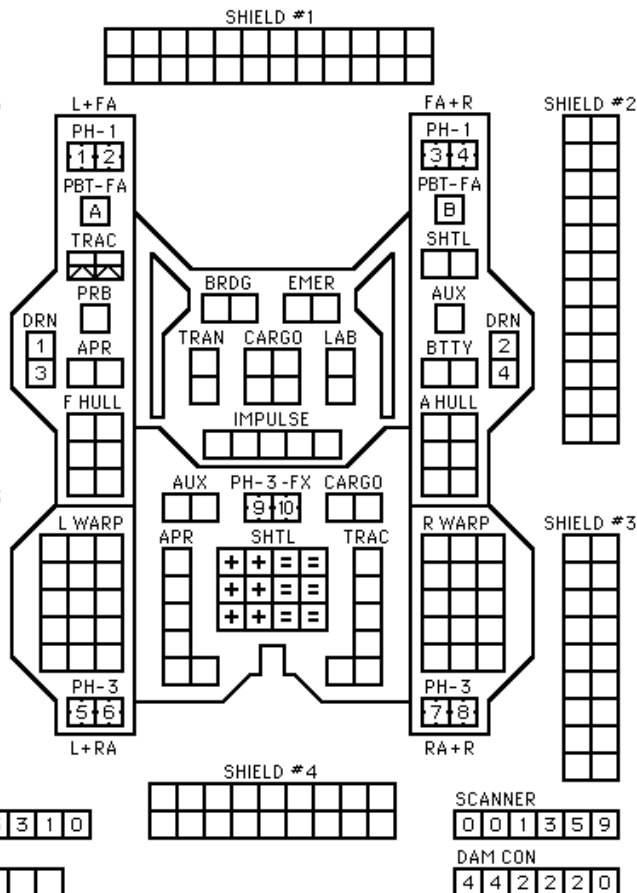 SHIELD #1
L+FA
FA+R
SHIELD #2
PH-1
1 2
PH-1
3 4
PBT-FA
A
PBT-FA
B
TRAC
SHTL
BRDG
EMER
PRB
AUX
DRN
1
3
DRN
2
4
TRAN
CARGO
LAB
APR
BTTY
F HULL
IMPULSE
A HULL
AUX
PH-3-FX
9 10
CARGO
L WARP
R WARP
SHIELD #3
APR
SHTL
TRAC
+ + = =
+ + = =
+ + = =
PH-3
5 6
PH-3
7 8
L+RA
RA+R
SHIELD #4
SCANNER
3 1 0
0 0 1 3 5 9
DAM CON
4 4 2 2 2 0